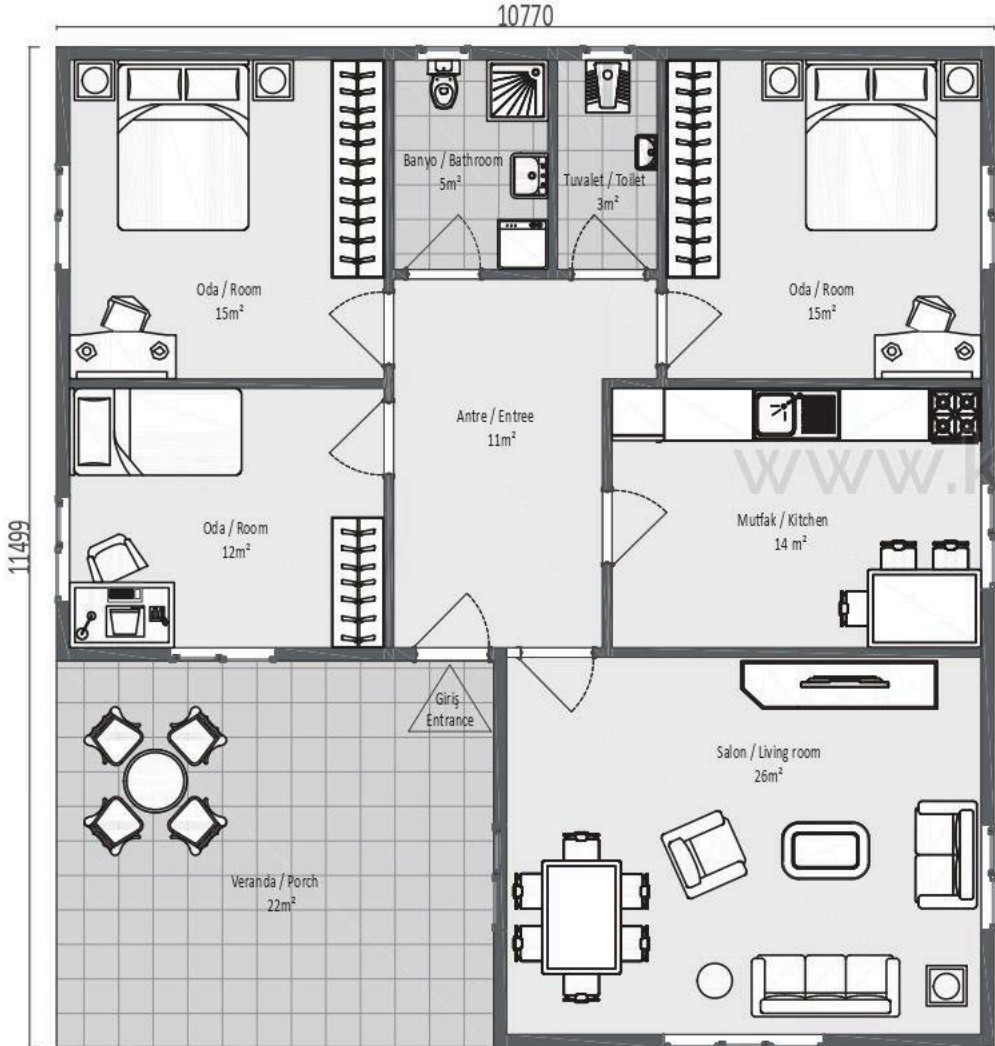 10770
11499
Banyo / Bathroom
5m²
Tuvalet / Toilet
3m²
Oda / Room
15m²
Oda / Room
15m²
Antre / Entree
11m²
Oda / Room
12m²
www.k
Mutfak / Kitchen
14 m²
Giriş
Entrance
Salon / Living room
26m²
Veranda / Porch
22m²